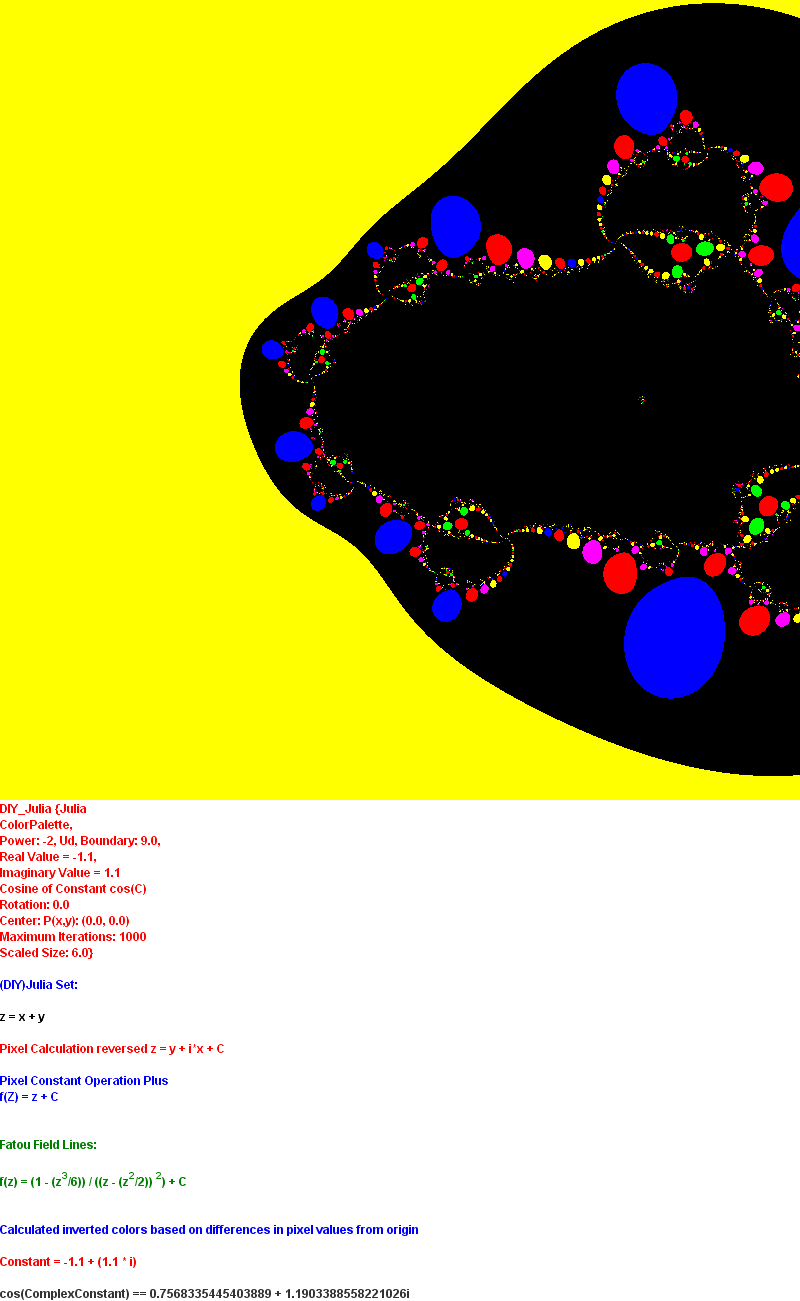 DIY_Julia {Julia
ColorPalette,
Power: -2, Ud, Boundary: 9.0,
Real Value = -1.1,
Imaginary Value = 1.1
Cosine of Constant cos(C)
Rotation: 0.0
Center: P(x,y): (0.0, 0.0)
Maximum Iterations: 1000
Scaled Size: 6.0}
(DIY)Julia Set:
z = x + y
Pixel Calculation reversed z = y + i*x + C
Pixel Constant Operation Plus
f(Z) = z + C
Fatou Field Lines:
f(z) = (1 - (z³/6)) / ((z - (z²/2)) ²) + C
Calculated inverted colors based on differences in pixel values from origin
Constant = -1.1 + (1.1 * i)
cos(ComplexConstant) == 0.7568335445403889 + 1.1903388558221026i